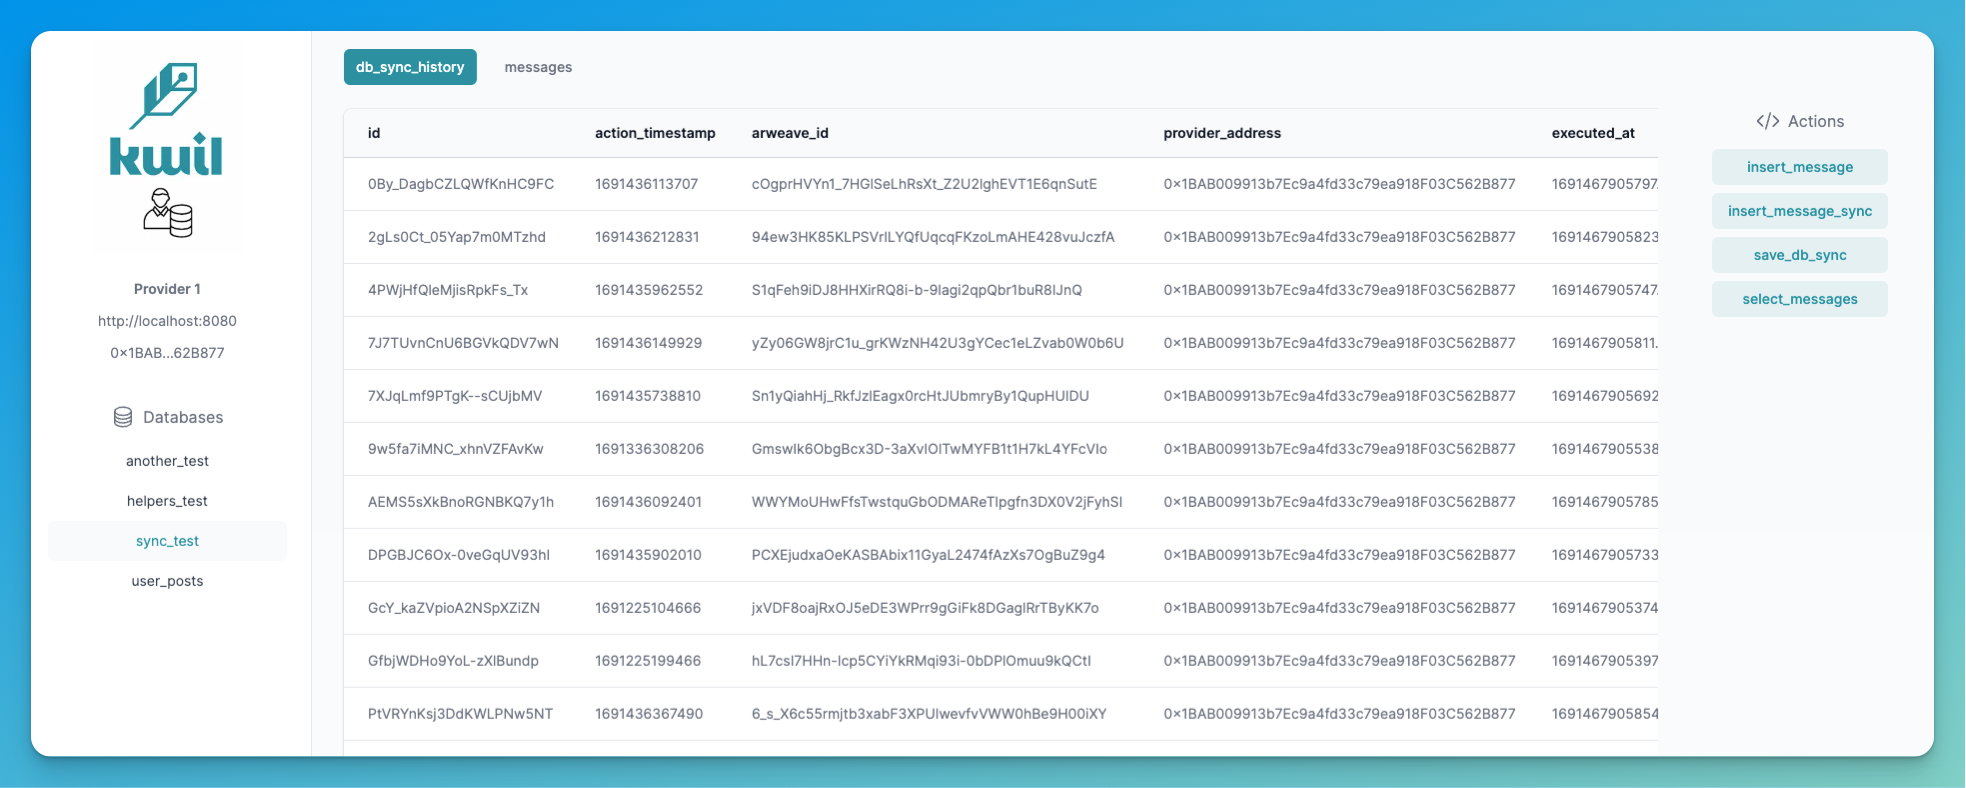 kwil
Provider 1
http://localhost:8080
0×1BAB...62B877
Databases
another_test
helpers_test
sync_test
user_posts
db_sync_history messages
id action_timestamp arweave_id provider_address executed_at
0By_DagbCZLQWfKnHC9FC 1691436113707 cOgprHVYn1_7HGlSeLhRsXt_Z2U2lghEVT1E6qnSutE 0×1BAB009913b7Ec9a4fd33c79ea918F03C562B877 1691467905797.
2gLs0Ct_05Yap7m0MTzhd 1691436212831 94ew3HK85KLPSVrlLYQfUqcqFKzoLmAHE428vuJczfA 0×1BAB009913b7Ec9a4fd33c79ea918F03C562B877 1691467905823
4PWjHfQleMjisRpkFs_Tx 1691435962552 S1qFeh9iDJ8HHXirRQ8i-b-9lagi2qpQbr1buR8lJnQ 0×1BAB009913b7Ec9a4fd33c79ea918F03C562B877 1691467905747.
7J7TUvnCnU6BGVkQDV7wN 1691436149929 yZy06GW8jrC1u_grKWzNH42U3gYCec1eLZvab0W0b6U 0×1BAB009913b7Ec9a4fd33c79ea918F03C562B877 1691467905811.
7XJqLmf9PTgK--sCUjbMV 1691435738810 Sn1yQiahHj_RkfJzlEagx0rcHtJUbmryBy1QupHUlDU 0×1BAB009913b7Ec9a4fd33c79ea918F03C562B877 1691467905692
9w5fa7iMNC_xhnVZFAvKw 1691336308206 Gmswlk6ObgBcx3D-3aXvlOlTwMYFB1t1H7kL4YFcVlo 0×1BAB009913b7Ec9a4fd33c79ea918F03C562B877 1691467905538
AEMS5sXkBnoRGNBKQ7y1h 1691436092401 WWYMoUHwFfsTwstquGbODMAReTlpgfn3DX0V2jFyhSI 0×1BAB009913b7Ec9a4fd33c79ea918F03C562B877 1691467905785
DPGBJC6Ox-0veGqUV93hl 1691435902010 PCXEjudxaOeKASBAbix11GyaL2474fAzXs7OgBuZ9g4 0×1BAB009913b7Ec9a4fd33c79ea918F03C562B877 1691467905733
GcY_kaZVpioA2NSpXZiZN 1691225104666 jxVDF8oajRxOJ5eDE3WPrr9gGiFk8DGaglRrTByKK7o 0×1BAB009913b7Ec9a4fd33c79ea918F03C562B877 1691467905374
GfbjWDHo9YoL-zXlBundp 1691225199466 hL7csI7HHn-Icp5CYiYkRMqi93i-0bDPlOmuu9kQCtI 0×1BAB009913b7Ec9a4fd33c79ea918F03C562B877 1691467905397
PtVRYnKsj3DdKWLPNw5NT 1691436367490 6_s_X6c55rmjtb3xabF3XPUlwevfvVWW0hBe9H00iXY 0×1BAB009913b7Ec9a4fd33c79ea918F03C562B877 1691467905854
</> Actions
insert_message
insert_message_sync
save_db_sync
select_messages